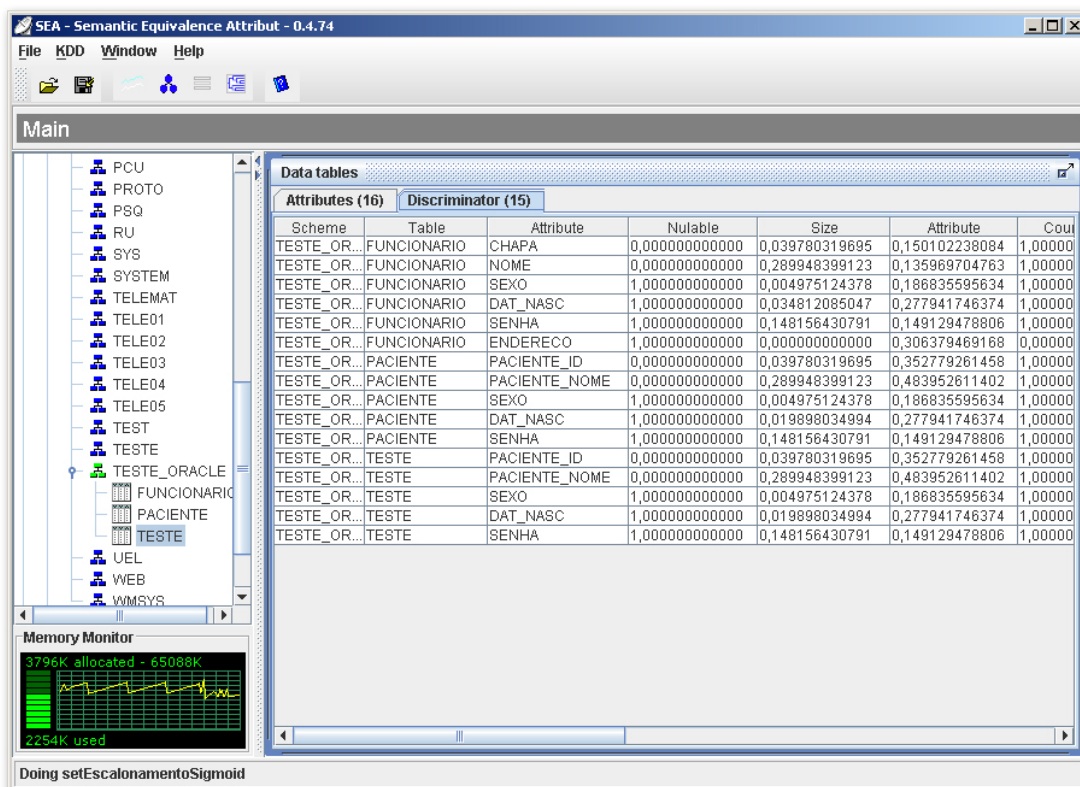 SEA - Semantic Equivalence Attribut - 0.4.74
File KDD Window Help
Main
PCU
PROTO
PSQ
RU
SYS
SYSTEM
TELEMAT
TELE01
TELE02
TELE03
TELE04
TELE05
TEST
TESTE
TESTE_ORACLE
FUNCIONARIO
PACIENTE
TESTE
UEL
WEB
WMSYS
Memory Monitor
3796K allocated - 65088K
2254K used
Data tables
Attributes (16) Discriminator (15)
Scheme Table Attribute Nulable Size Attribute Cour
TESTE_OR... FUNCIONARIO CHAPA 0,000000000000 0,039780319695 0,150102238084 1,00000
TESTE_OR... FUNCIONARIO NOME 0,000000000000 0,289948399123 0,135969704763 1,00000
TESTE_OR... FUNCIONARIO SEXO 0,000000000000 0,004975124378 0,186835595634 1,00000
TESTE_OR... FUNCIONARIO DAT_NASC 0,000000000000 0,034812085047 0,277941746374 1,00000
TESTE_OR... FUNCIONARIO SENHA 1,000000000000 0,148156430791 0,149129478806 1,00000
TESTE_OR... FUNCIONARIO ENDERECO 1,000000000000 0,000000000000 0,306379469168 0,00000
TESTE_OR... PACIENTE PACIENTE_ID 0,000000000000 0,039780319695 0,352779261458 1,00000
TESTE_OR... PACIENTE PACIENTE_NOME 0,000000000000 0,289948399123 0,483952611402 1,00000
TESTE_OR... PACIENTE SEXO 1,000000000000 0,004975124378 0,186835595634 1,00000
TESTE_OR... PACIENTE DAT_NASC 1,000000000000 0,019898034994 0,277941746374 1,00000
TESTE_OR... PACIENTE SENHA 1,000000000000 0,148156430791 0,149129478806 1,00000
TESTE_OR... TESTE PACIENTE_ID 0,000000000000 0,039780319695 0,352779261458 1,00000
TESTE_OR... TESTE PACIENTE_NOME 0,000000000000 0,289948399123 0,483952611402 1,00000
TESTE_OR... TESTE SEXO 1,000000000000 0,004975124378 0,186835595634 1,00000
TESTE_OR... TESTE DAT_NASC 1,000000000000 0,019898034994 0,277941746374 1,00000
TESTE_OR... TESTE SENHA 1,000000000000 0,148156430791 0,149129478806 1,00000
Doing setEscalonamentoSigmoid